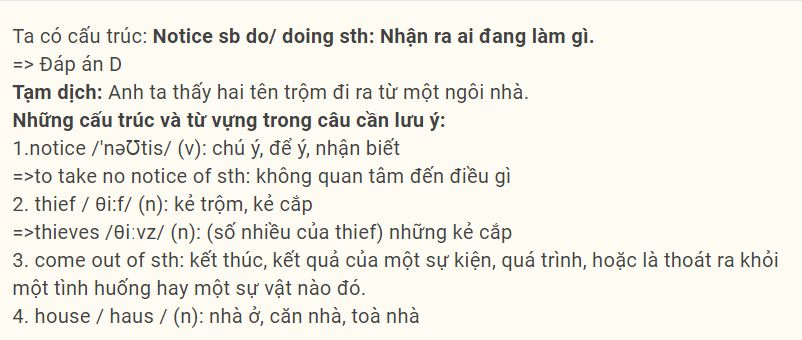 Ta có cấu trúc: Notice sb do/ doing sth: Nhận ra ai đang làm gì.
=> Đáp án D
Tạm dịch: Anh ta thấy hai tên trộm đi ra từ một ngôi nhà.
Những cấu trúc và từ vựng trong câu cần lưu ý:
1.notice /'nəƱtis/ (v): chú ý, để ý, nhận biết
=>to take no notice of sth: không quan tâm đến điều gì
2. thief / θi:f/ (n): kẻ trộm, kẻ cắp
=>thieves /θiːvz/ (n): (số nhiều của thief) những kẻ cắp
3. come out of sth: kết thúc, kết quả của một sự kiện, quá trình, hoặc là thoát ra khỏi
một tình huống hay một sự vật nào đó.
4. house / haus / (n): nhà ở, căn nhà, toà nhà